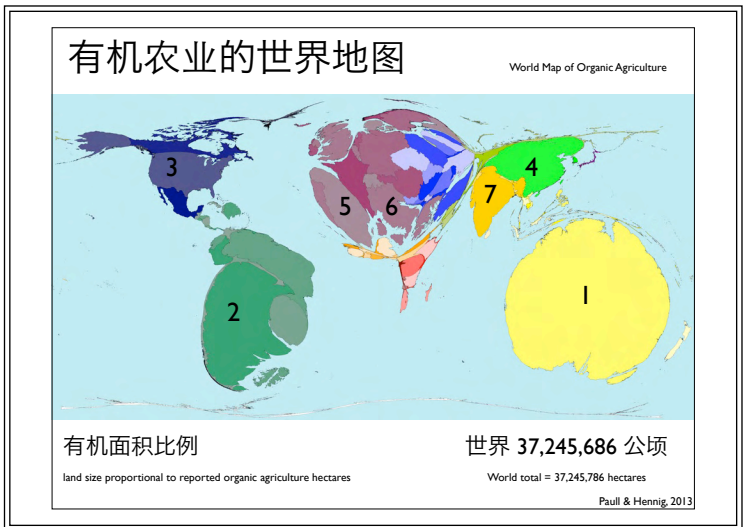 有机农业的世界地图
World Map of Organic Agriculture
3
4
7
5
6
2
1
有机面积比例
世界 37,245,686 公顷
land size proportional to reported organic agriculture hectares
World total = 37,245,786 hectares
Paull & Hennig, 2013